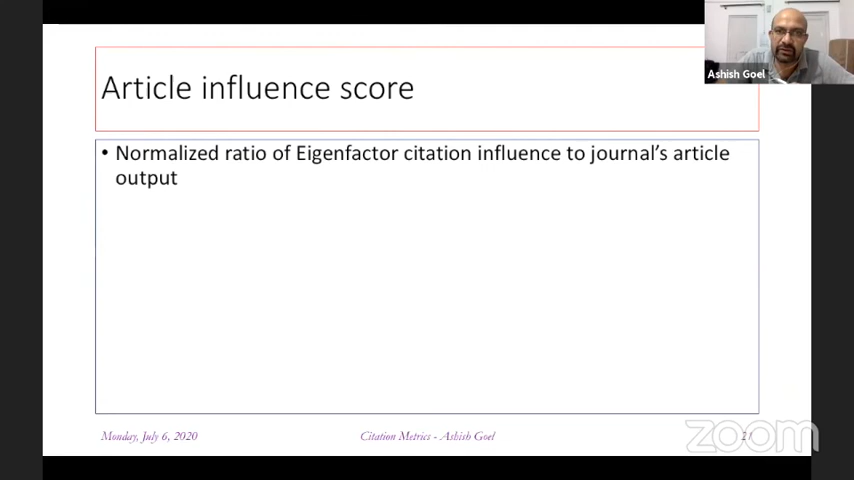 Article influence score
Ashish Goel
• Normalized ratio of Eigenfactor citation influence to journal's article
output
Monday, July 6, 2020
Citation Metrics - Ashish Goel
21
zoom